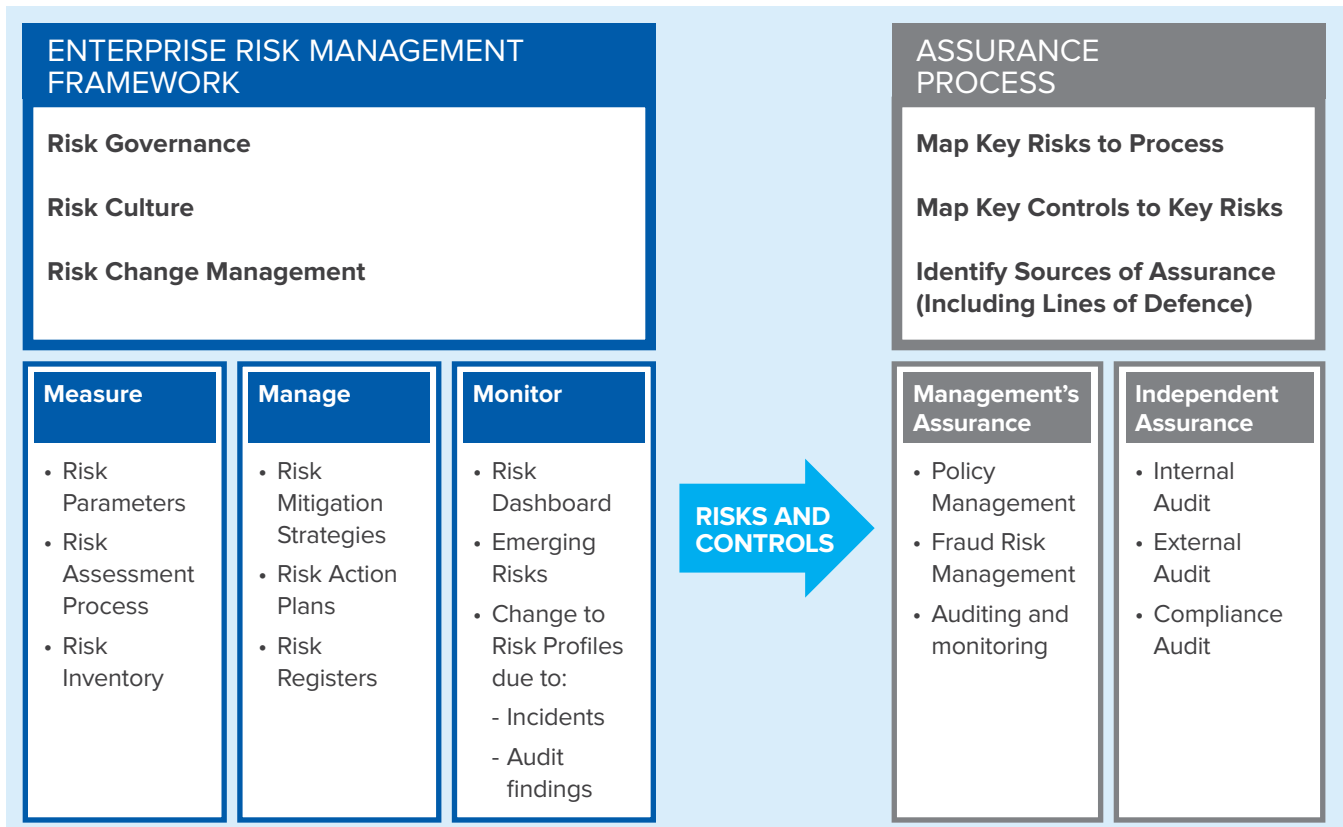 ENTERPRISE RISK MANAGEMENT
FRAMEWORK
Risk Governance
Risk Culture
Risk Change Management
Measure
• Risk
Parameters
• Risk
Assessment
Process
• Risk
Inventory
Manage
• Risk
Mitigation
Strategies
• Risk Action
Plans
• Risk
Registers
Monitor
• Risk
Dashboard
• Emerging
Risks
• Change to
Risk Profiles
due to:
- Incidents
- Audit
findings
RISKS AND
CONTROLS
ASSURANCE
PROCESS
Map Key Risks to Process
Map Key Controls to Key Risks
Identify Sources of Assurance
(Including Lines of Defence)
Management's
Assurance
• Policy
Management
• Fraud Risk
Management
• Auditing and
monitoring
Independent
Assurance
• Internal
Audit
• External
Audit
• Compliance
Audit